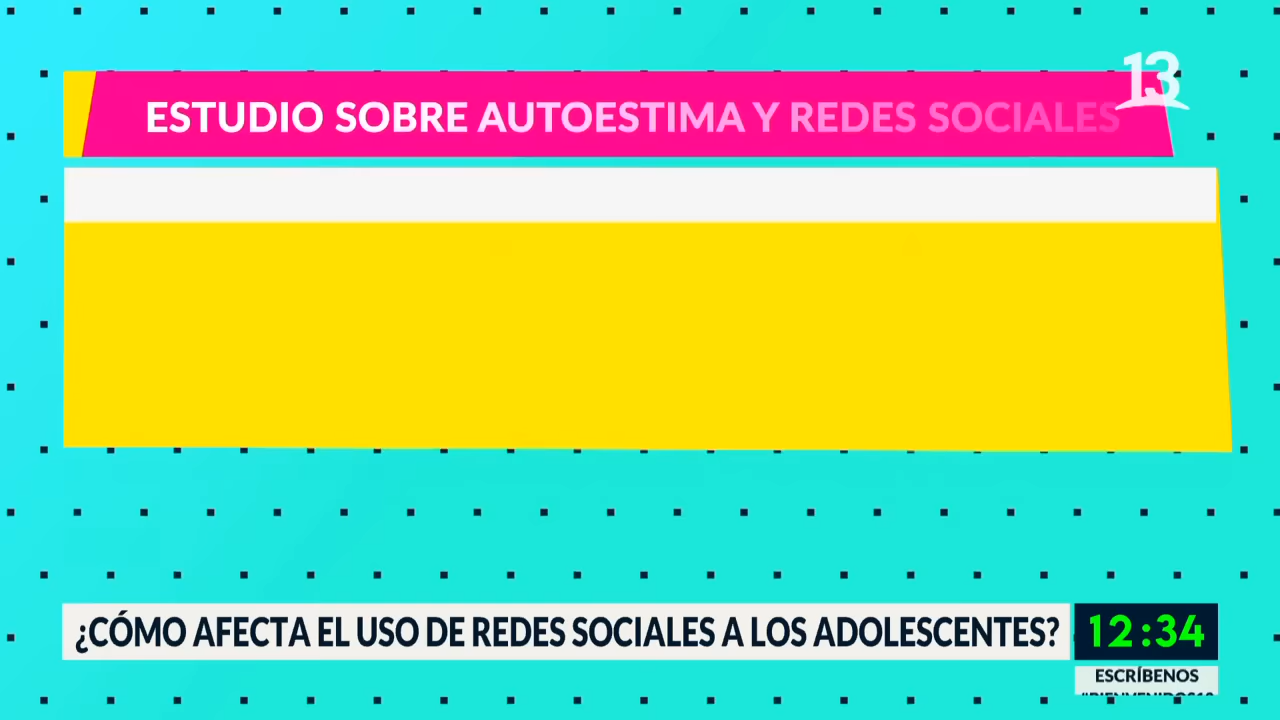 13
ESTUDIO SOBRE AUTOESTIMA Y REDES SOCIALES
¿CÓMO AFECTA EL USO DE REDES SOCIALES A LOS ADOLESCENTES?
12:34
ESCRÍBENOS